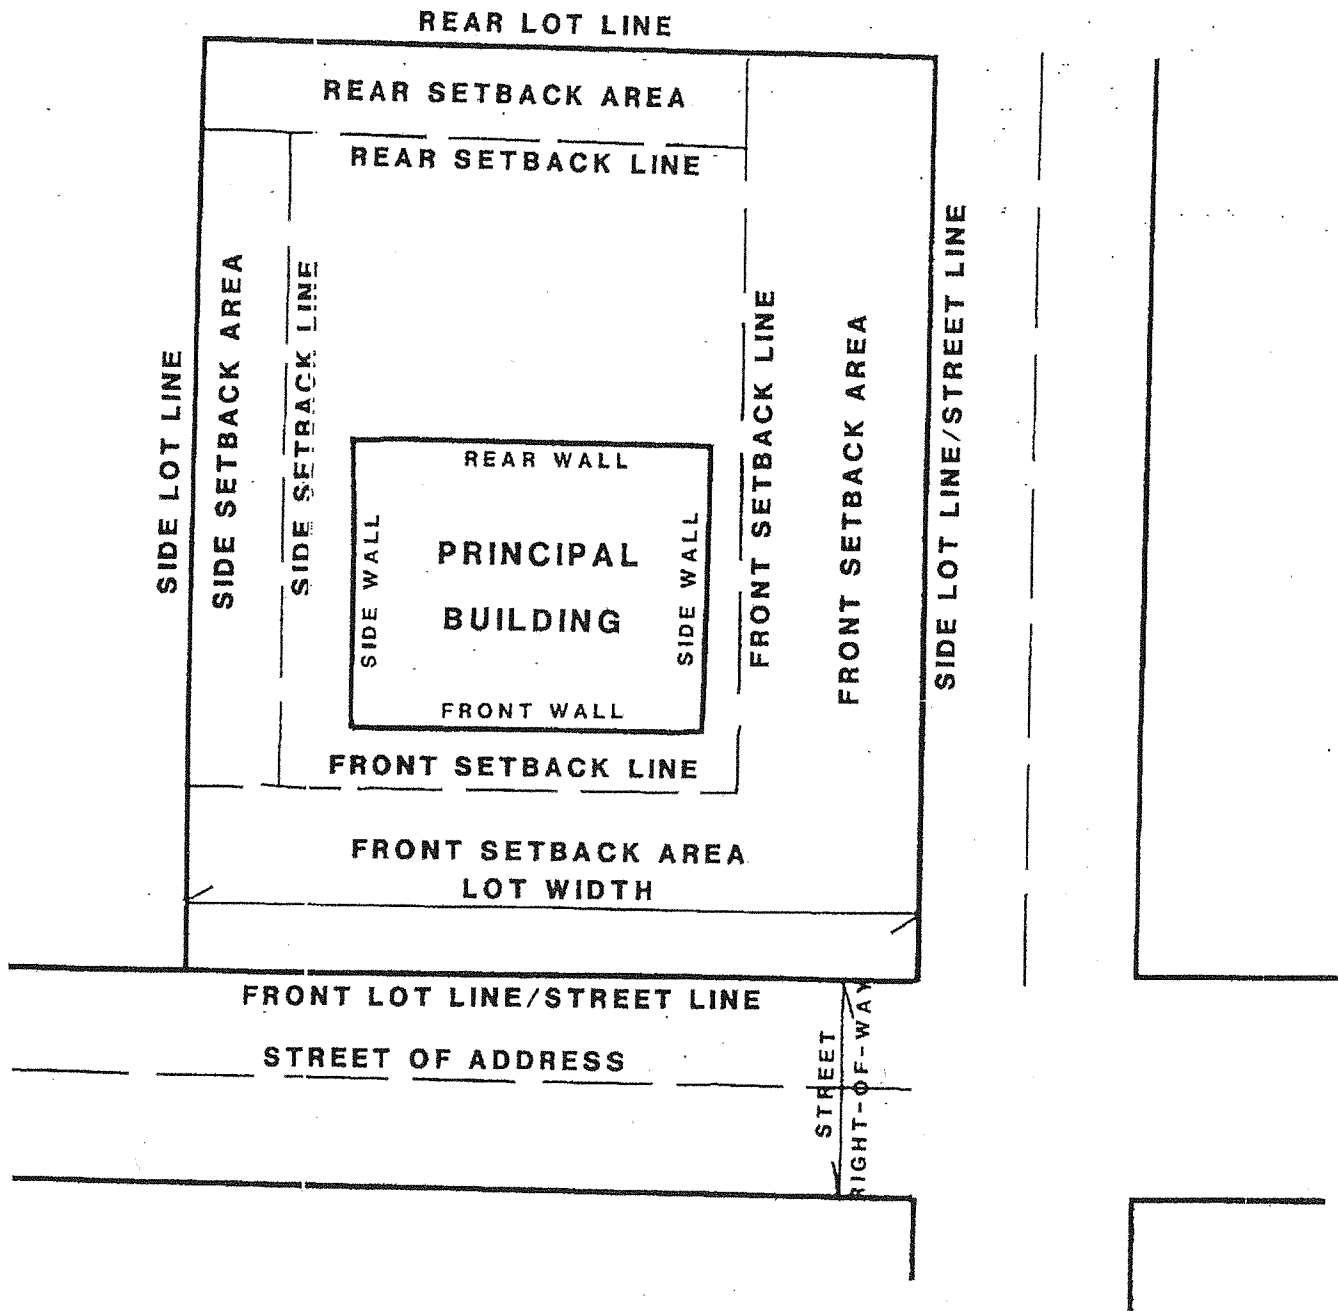 REAR LOT LINE
REAR SETBACK AREA
REAR SETBACK LINE
SIDE LOT LINE
SIDE SETBACK AREA
SIDE SETBACK LINE
FRONT SETBACK LINE
FRONT SETBACK AREA
SIDE LOT LINE/STREET LINE
REAR WALL
SIDE WALL
PRINCIPAL
BUILDING
SIDE WALL
FRONT WALL
FRONT SETBACK LINE
FRONT SETBACK AREA
LOT WIDTH
FRONT LOT LINE/STREET LINE
STREET OF ADDRESS
STREET
RIGHT-OF-WAY